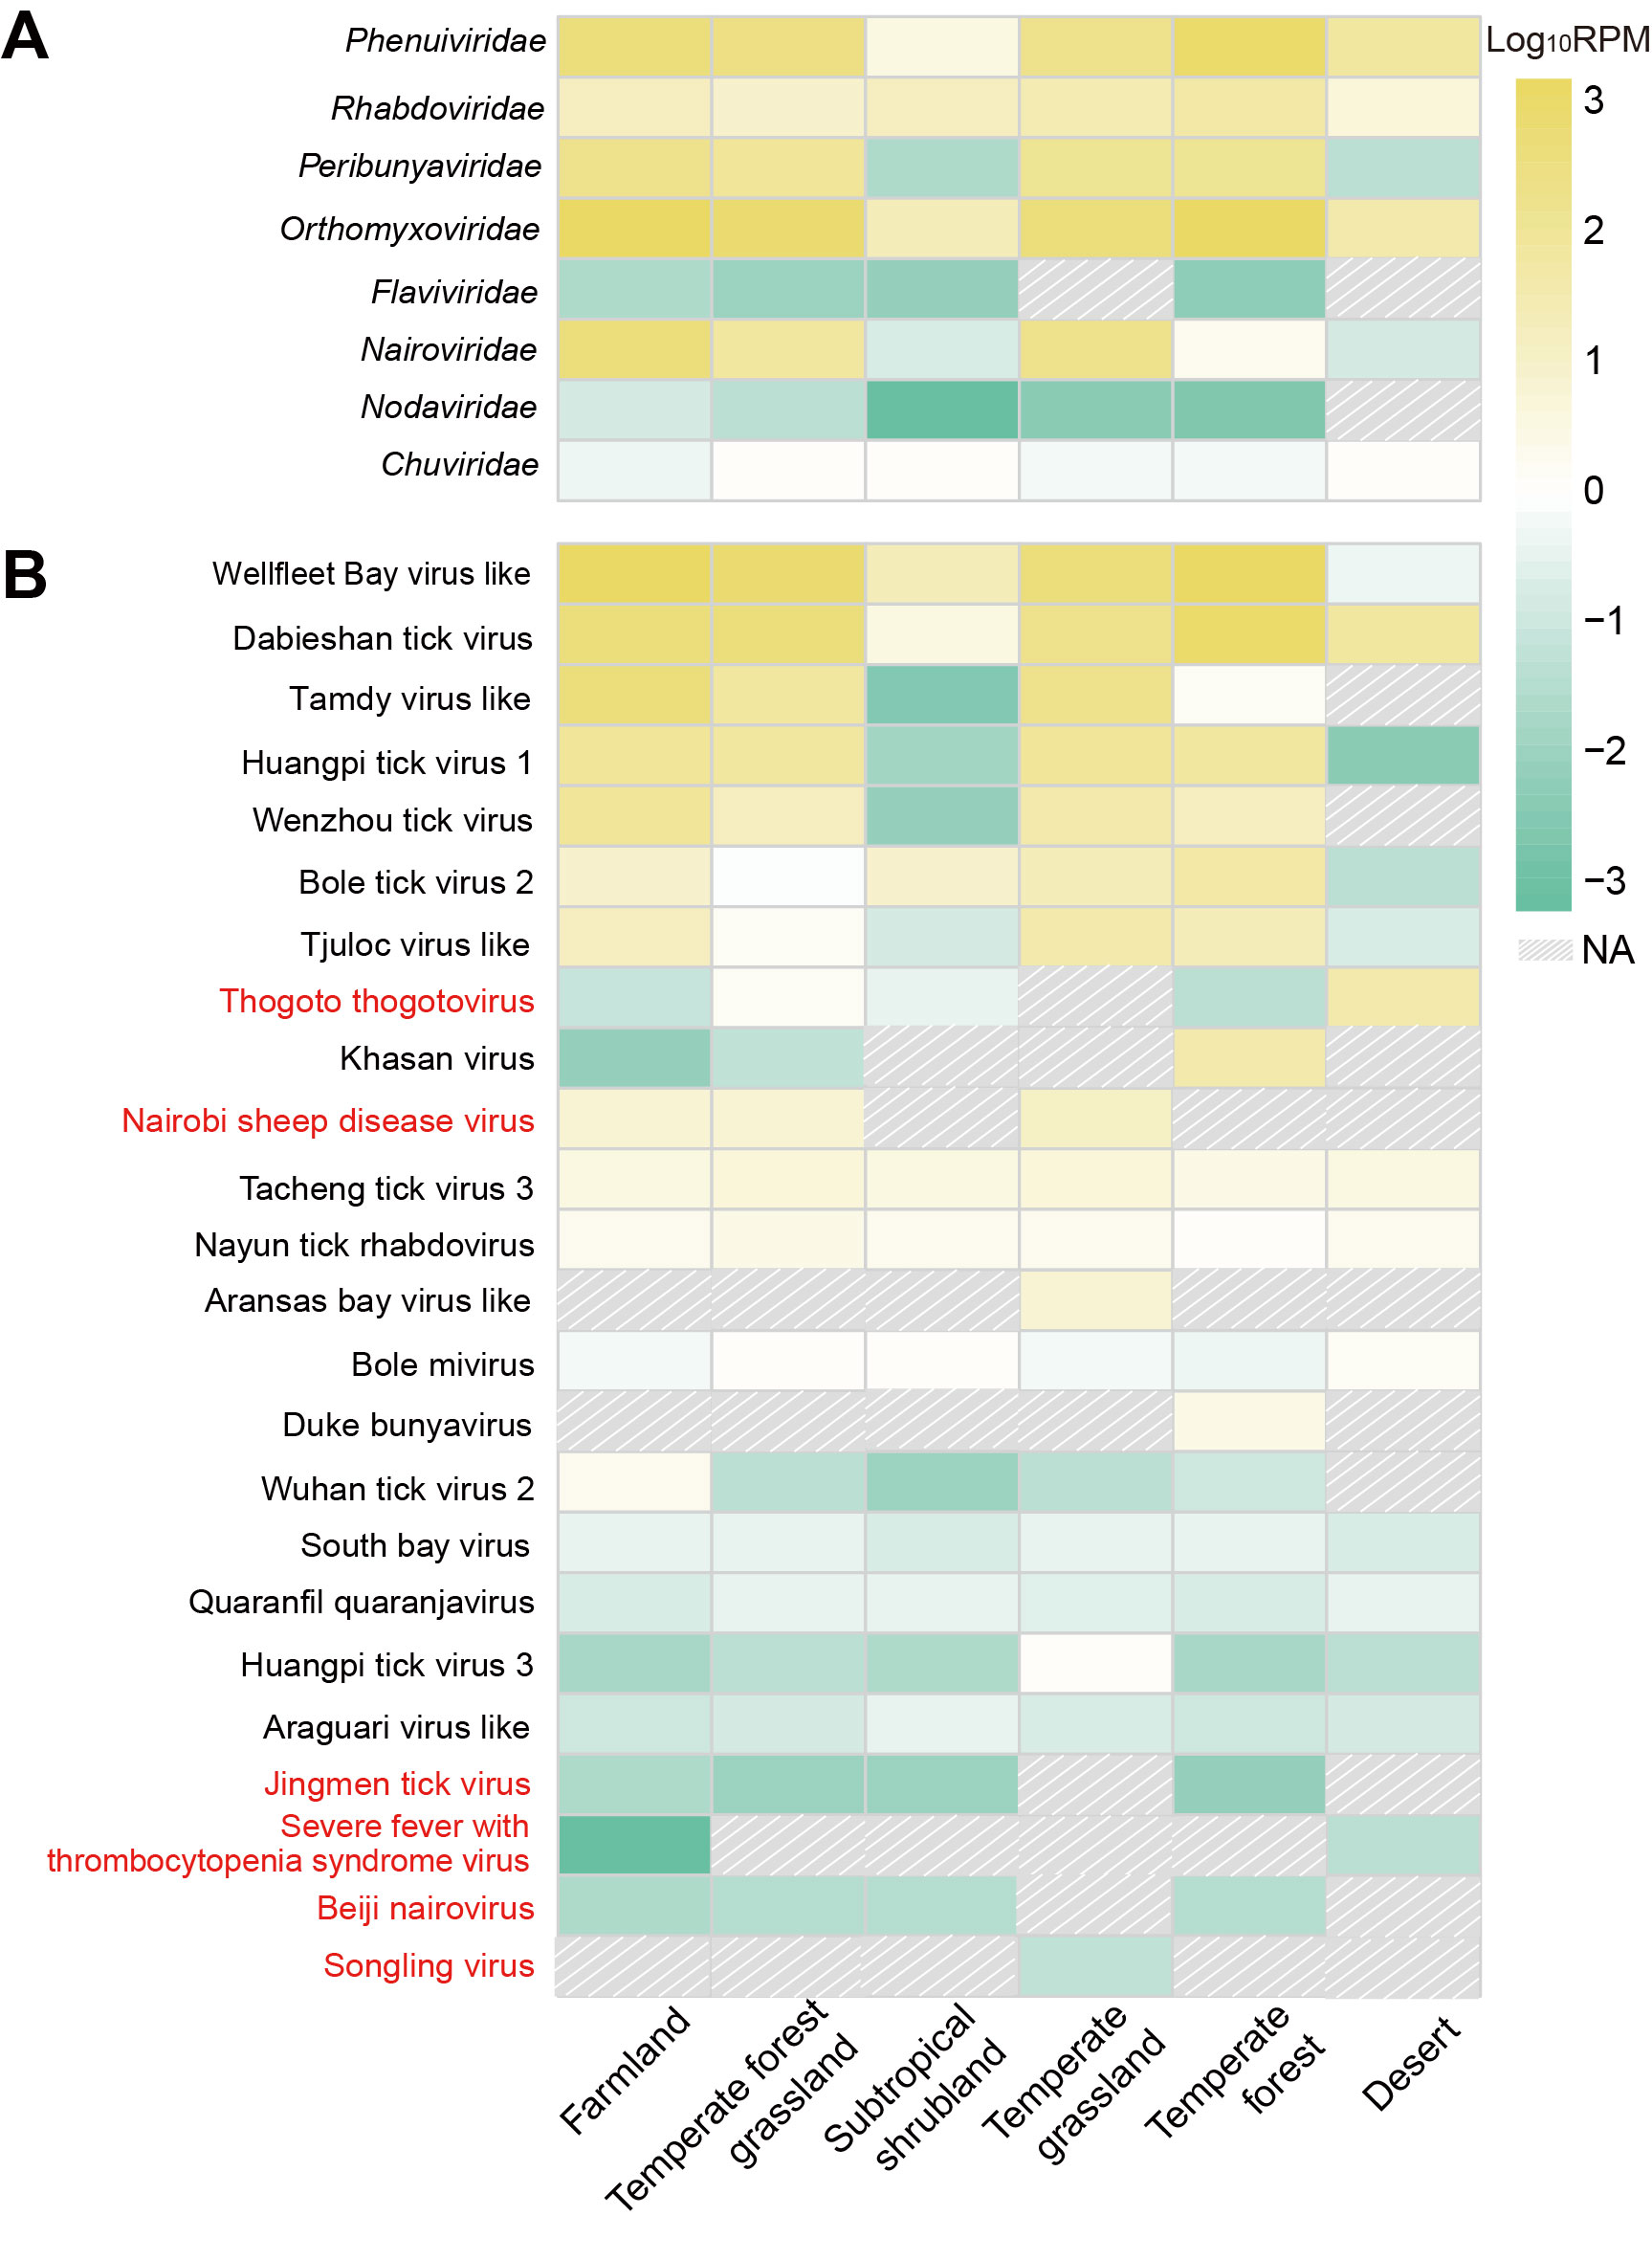 A
Phenuiviridae
Rhabdoviridae
Peribunyaviridae
Orthomyxoviridae
Flaviviridae
Nairoviridae
Nodaviridae
Chuviridae
Log₁₀RPM
3
2
1
0
−1
−2
−3
NA
B
Wellfleet Bay virus like
Dabieshan tick virus
Tamdy virus like
Huangpi tick virus 1
Wenzhou tick virus
Bole tick virus 2
Tjuloc virus like
Thogoto thogotovirus
Khasan virus
Nairobi sheep disease virus
Tacheng tick virus 3
Nayun tick rhabdovirus
Aransas bay virus like
Bole mivirus
Duke bunyavirus
Wuhan tick virus 2
South bay virus
Quaranfil quaranjavirus
Huangpi tick virus 3
Araguari virus like
Jingmen tick virus
Severe fever with
thrombocytopenia syndrome virus
Beiji nairovirus
Songling virus
Farmland
Temperate forest
grassland
Subtropical
shrubland
Temperate
grassland
Temperate
forest
Desert